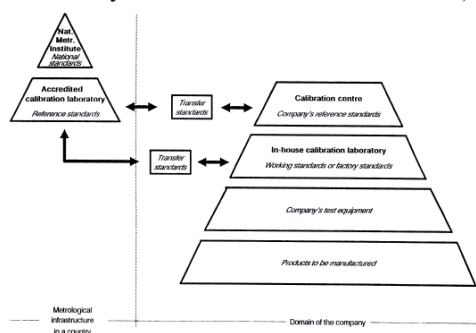 Nat.
Metr.
Institute
National
standards
Accredited
calibration laboratory
Reference standards
Transfer
standards
Calibration centre
Company's reference standards
Transfer
standards
In-house calibration laboratory
Working standards or factory standards
Company's test equipment
Products to be manufactured
Metrological
infrastructure
in a country
Domain of the company